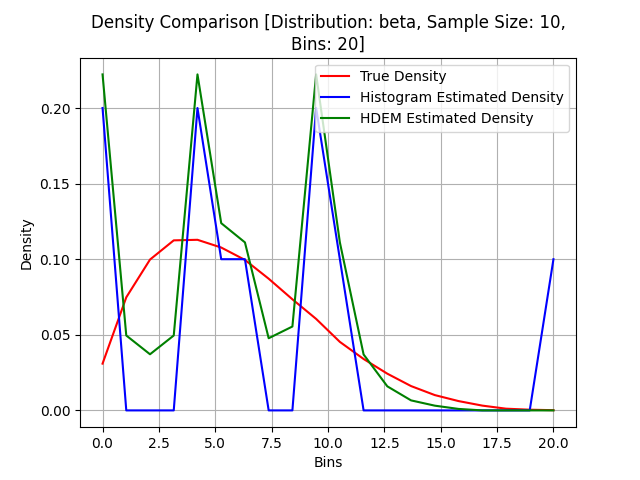 Density Comparison [Distribution: beta, Sample Size: 10,
Bins: 20]
True Density
Histogram Estimated Density
HDEM Estimated Density
Density
0.20
0.15
0.10
0.05
0.00
0.0 2.5 5.0 7.5 10.0 12.5 15.0 17.5 20.0
Bins